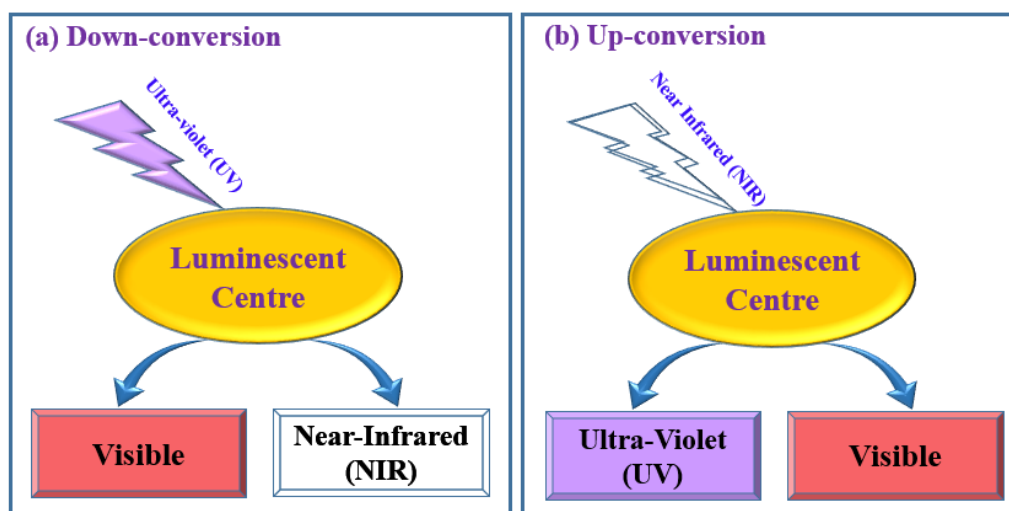 (a) Down-conversion
Ultra-violet (UV)
Luminescent
Centre
Visible
Near-Infrared
(NIR)
(b) Up-conversion
Near Infrared (NIR)
Luminescent
Centre
Ultra-Violet
(UV)
Visible